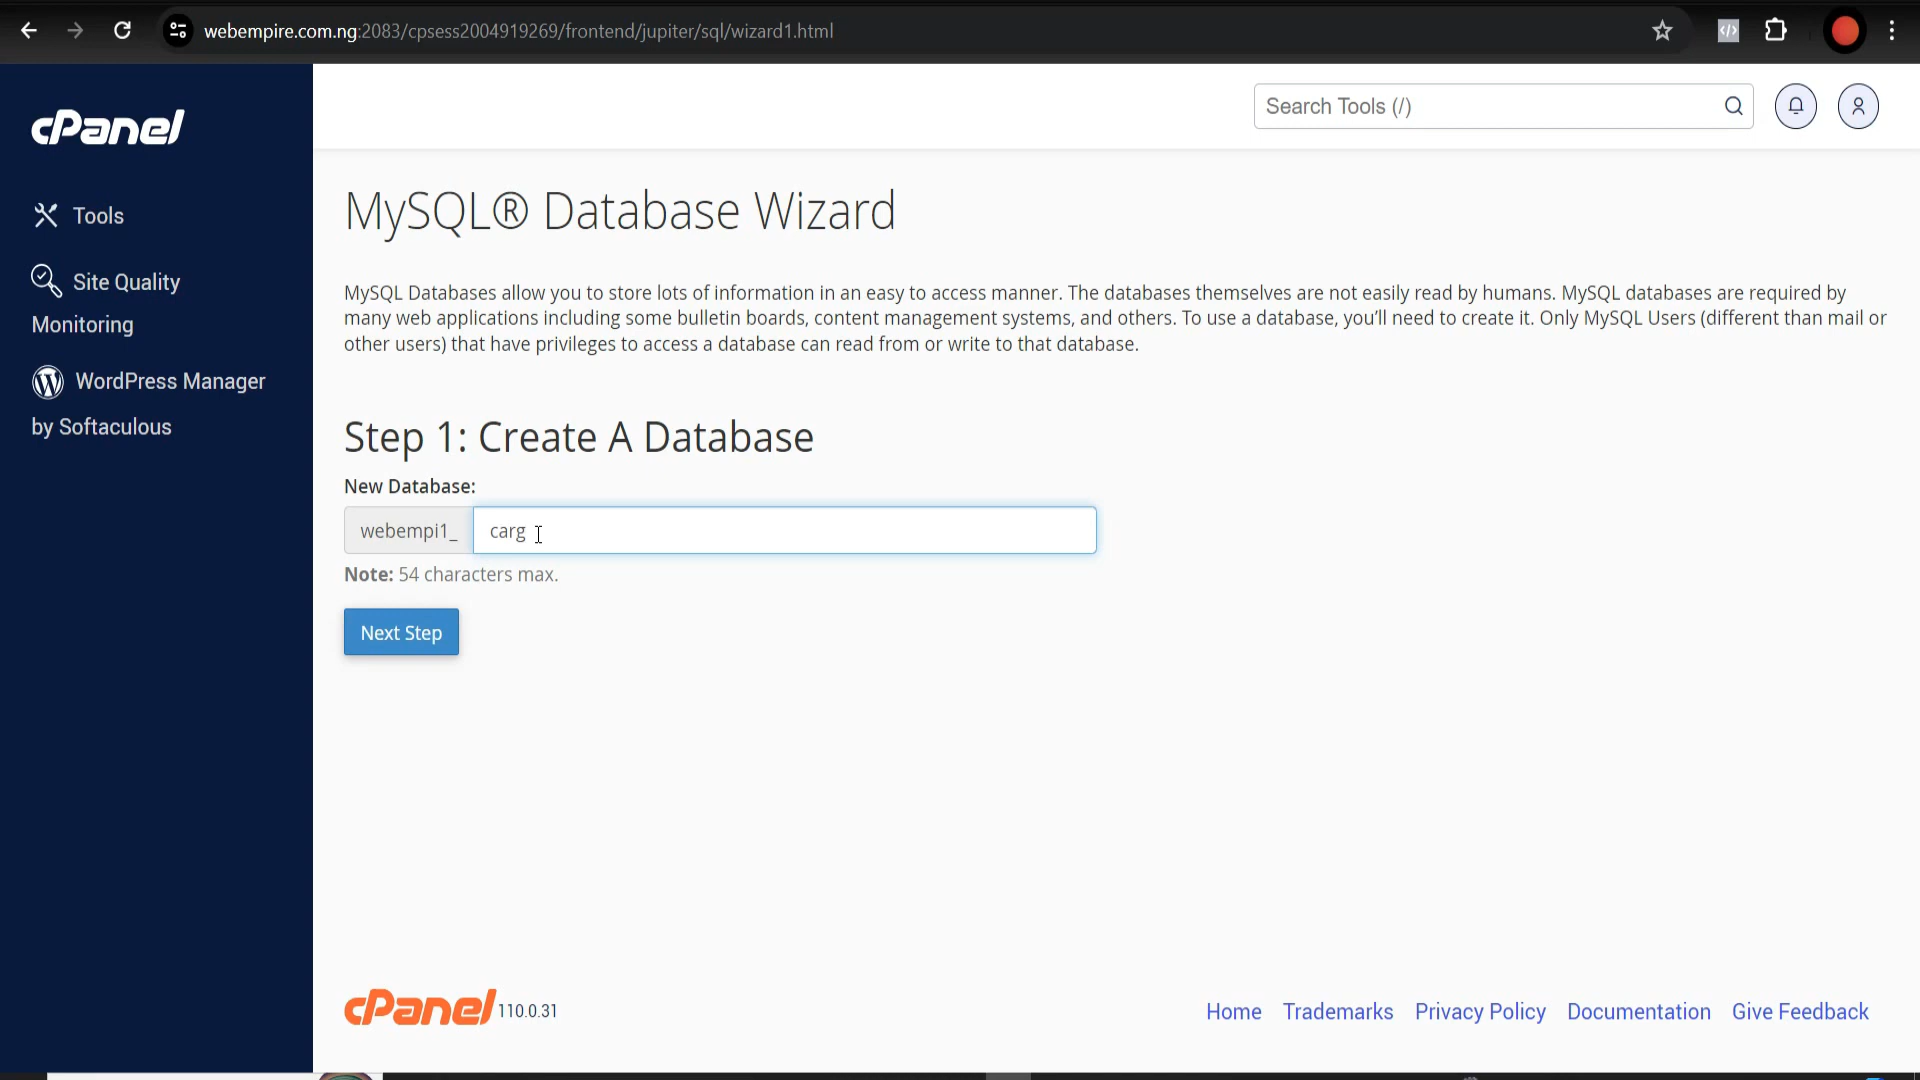 webempire.com.ng:2083/cpsess2004919269/frontend/jupiter/sql/wizard1.html
cPanel
Search Tools (/)
Tools
Site Quality
Monitoring
WordPress Manager
by Softaculous
MySQL® Database Wizard
MySQL Databases allow you to store lots of information in an easy to access manner. The databases themselves are not easily read by humans. MySQL databases are required by
many web applications including some bulletin boards, content management systems, and others. To use a database, you’ll need to create it. Only MySQL Users (different than mail or
other users) that have privileges to access a database can read from or write to that database.
Step 1: Create A Database
New Database:
webempi1_ carg
Note: 54 characters max.
Next Step
cPanel 110.0.31
Home Trademarks Privacy Policy Documentation Give Feedback